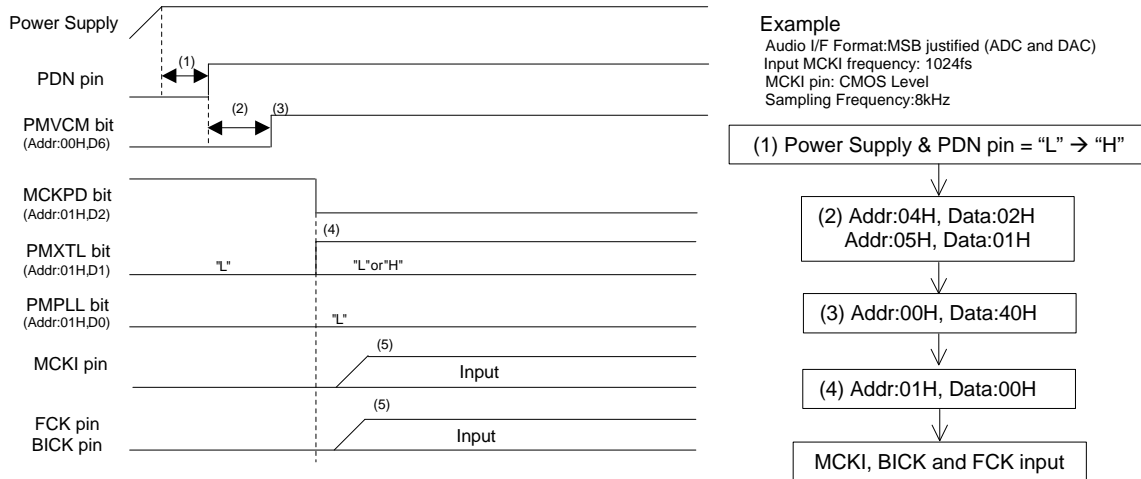 Power Supply
(1)
PDN pin
(2)
(3)
PMVCM bit
(Addr:00H, D6)
MCKPD bit
(Addr:01H,D2)
(4)
PMXTL bit
(Addr:01H,D1)
"L"
"L"or"H"
PMPLL bit
(Addr:01H,D0)
"L"
(5)
MCKI pin
Input
(5)
FCK pin
BICK pin
Input
Example
Audio I/F Format:MSB justified (ADC and DAC)
Input MCKI frequency: 1024fs
MCKI pin: CMOS Level
Sampling Frequency:8kHz
(1) Power Supply & PDN pin = “L” → “H”
(2) Addr:04H, Data:02H
Addr:05H, Data:01H
(3) Addr:00H, Data:40H
(4) Addr:01H, Data:00H
MCKI, BICK and FCK input